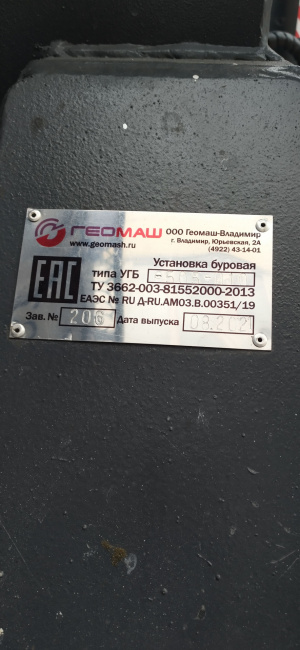 ГЕОМАШ
www.geomash.ru
ООО Геомаш-Владимир
г. Владимир, Юрьевская, 2А
(4922) 43-14-01
EAC
Установка буровая
типа УГБ
ТУ 3662-003-81552000-2013
ЕАЭС № RU Д-RU.АМ03.В.00351/19
Зав. № 206 Дата выпуска